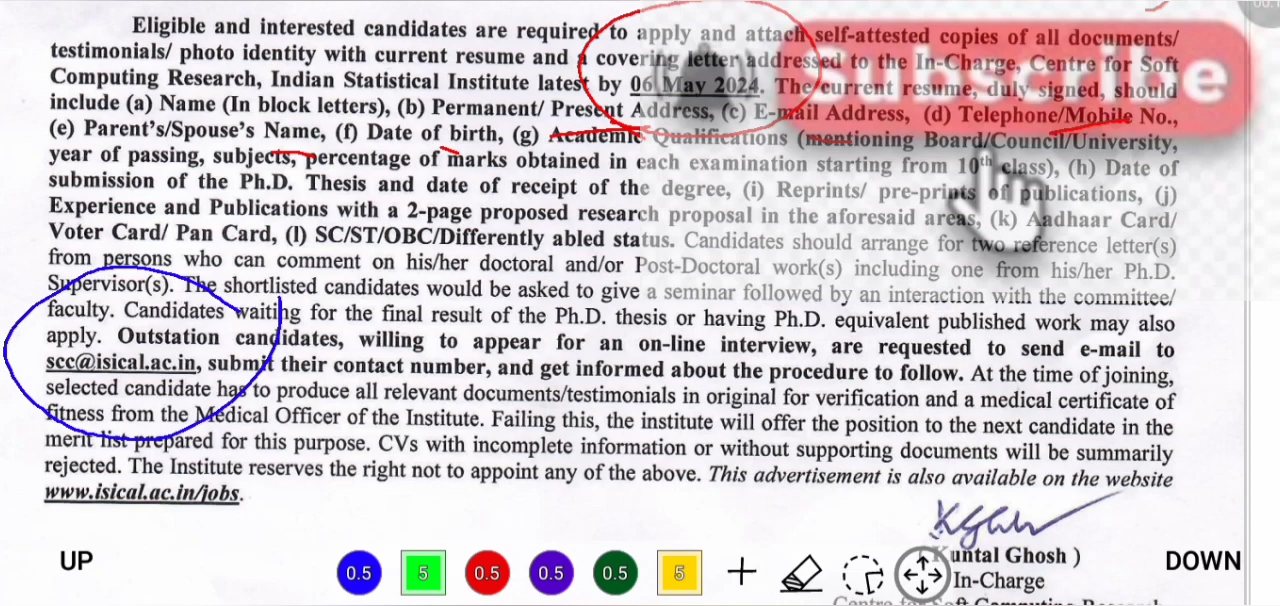 Eligible and interested candidates are required to apply and attach self-attested copies of all documents/
testimonials/ photo identity with current resume and a covering letter addressed to the In-Charge, Centre for Soft
Computing Research, Indian Statistical Institute latest by 06 May 2024. The current resume, duly signed, should
include (a) Name (In block letters), (b) Permanent/ Present Address, (c) E-mail Address, (d) Telephone/Mobile No.,
(e) Parent's/Spouse's Name, (f) Date of birth, (g) Academic Qualifications (mentioning Board/Council/University,
year of passing, subjects, percentage of marks obtained in each examination starting from 10th class), (h) Date of
submission of the Ph.D. Thesis and date of receipt of the degree, (i) Reprints/ pre-prints of publications, (j)
Experience and Publications with a 2-page proposed research proposal in the aforesaid areas, (k) Aadhaar Card/
Voter Card/ Pan Card, (l) SC/ST/OBC/Differently abled status. Candidates should arrange for two reference letter(s)
from persons who can comment on his/her doctoral and/or Post-Doctoral work(s) including one from his/her Ph.D.
Supervisor(s). The shortlisted candidates would be asked to give a seminar followed by an interaction with the committee/
faculty. Candidates waiting for the final result of the Ph.D. thesis or having Ph.D. equivalent published work may also
apply. Outstation candidates, willing to appear for an on-line interview, are requested to send e-mail to
scc@isical.ac.in, submit their contact number, and get informed about the procedure to follow. At the time of joining,
selected candidate has to produce all relevant documents/testimonials in original for verification and a medical certificate of
fitness from the Medical Officer of the Institute. Failing this, the institute will offer the position to the next candidate in the
merit list prepared for this purpose. CVs with incomplete information or without supporting documents will be summarily
rejected. The Institute reserves the right not to appoint any of the above. This advertisement is also available on the website
www.isical.ac.in/jobs.
Subscribe
Kuntal Ghosh )
In-Charge
Centre for Soft Computing Research
UP
0.5
5
0.5
0.5
0.5
5
DOWN